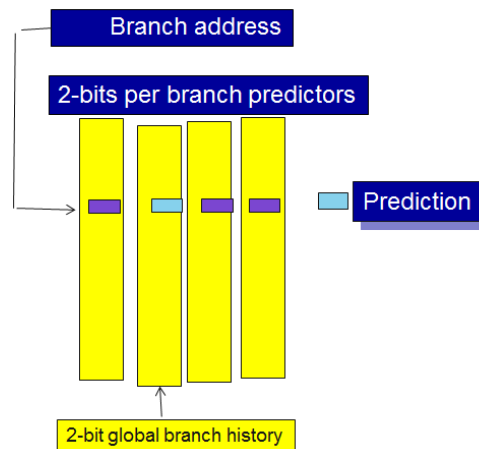 Branch address
2-bits per branch predictors
Prediction
2-bit global branch history